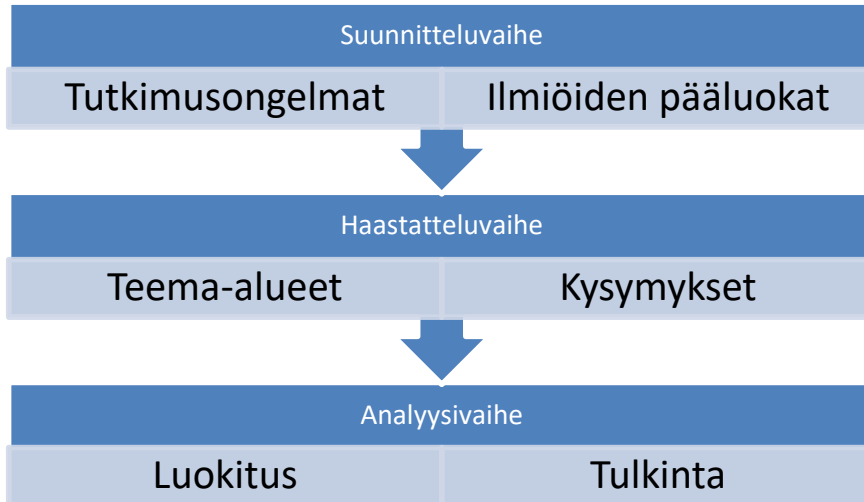 Suunnitteluvaihe
Tutkimusongelmat
Ilmiöiden pääluokat
Haastatteluvaihe
Teema-alueet
Kysymykset
Analyysivaihe
Luokitus
Tulkinta